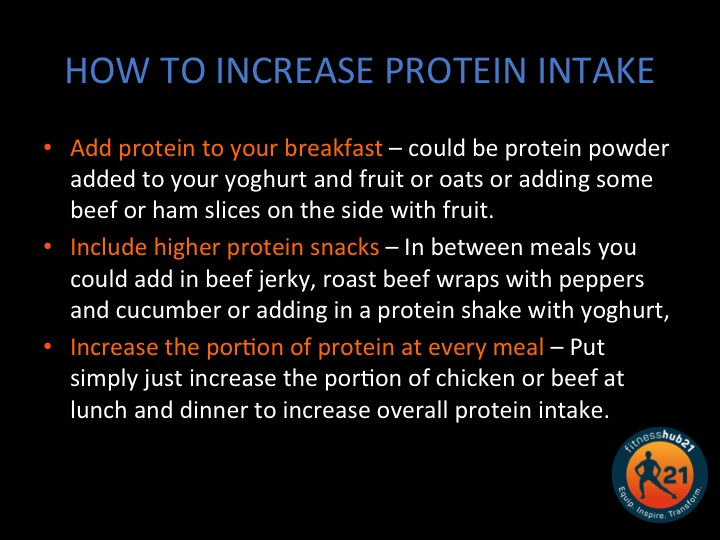 HOW TO INCREASE PROTEIN INTAKE
• Add protein to your breakfast – could be protein powder
added to your yoghurt and fruit or oats or adding some
beef or ham slices on the side with fruit.
• Include higher protein snacks – In between meals you
could add in beef jerky, roast beef wraps with peppers
and cucumber or adding in a protein shake with yoghurt,
• Increase the portion of protein at every meal – Put
simply just increase the portion of chicken or beef at
lunch and dinner to increase overall protein intake.
fitnesshub21
21
Equip. Inspire. Transform.